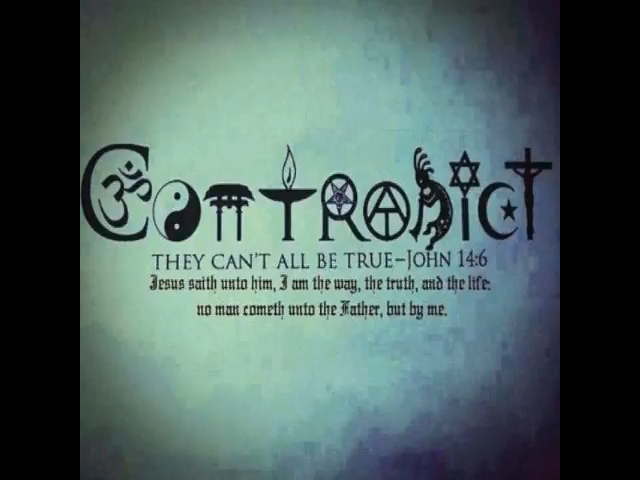 Contradict
THEY CAN'T ALL BE TRUE-JOHN 14:6
Jesus saith unto him, I am the way, the truth, and the life:
no man cometh unto the Father, but by me.